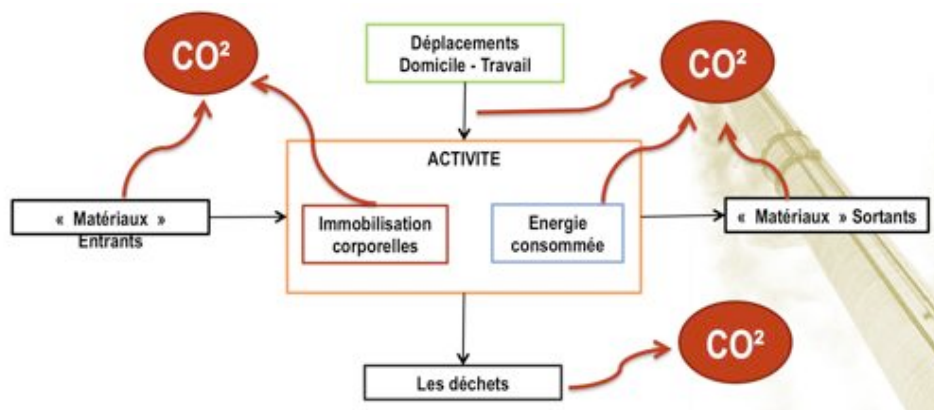 CO²
Déplacements
Domicile - Travail
CO²
ACTIVITE
« Matériaux »
Entrants
Immobilisation
corporelles
Energie
consommée
« Matériaux » Sortants
CO²
Les déchets